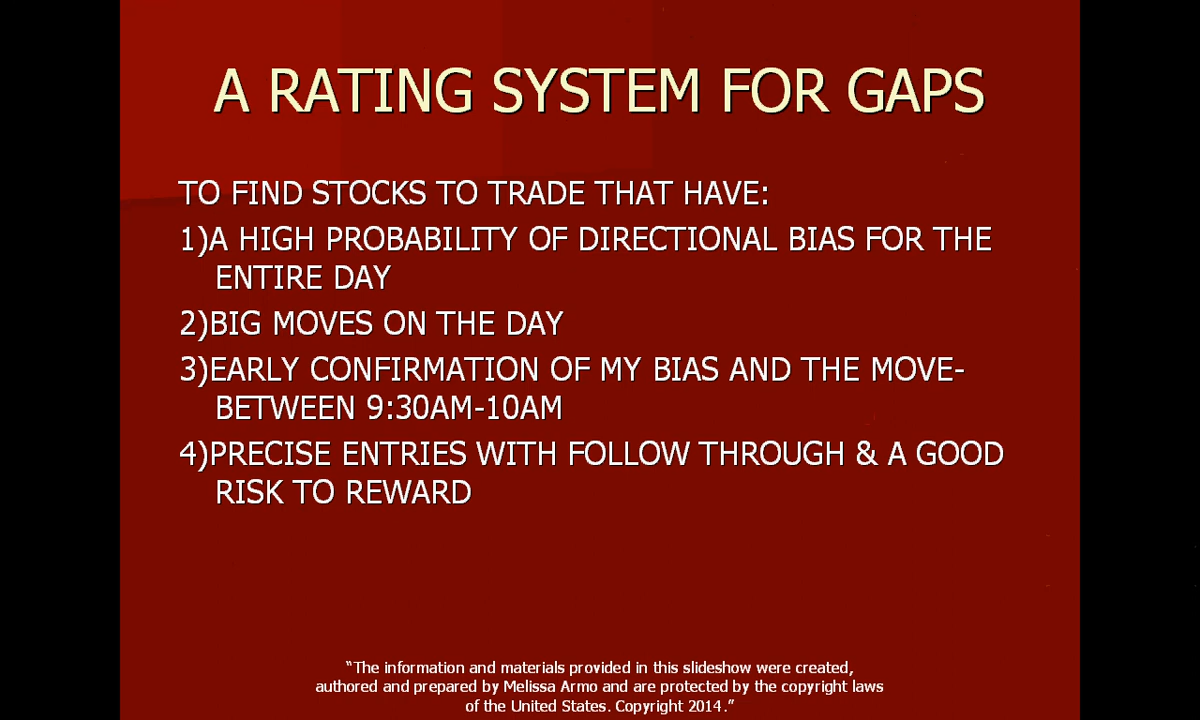 A RATING SYSTEM FOR GAPS
TO FIND STOCKS TO TRADE THAT HAVE:
1)A HIGH PROBABILITY OF DIRECTIONAL BIAS FOR THE
ENTIRE DAY
2)BIG MOVES ON THE DAY
3)EARLY CONFIRMATION OF MY BIAS AND THE MOVE-
BETWEEN 9:30AM-10AM
4)PRECISE ENTRIES WITH FOLLOW THROUGH & A GOOD
RISK TO REWARD
“The information and materials provided in this slideshow were created,
authored and prepared by Melissa Armo and are protected by the copyright laws
of the United States. Copyright 2014.”